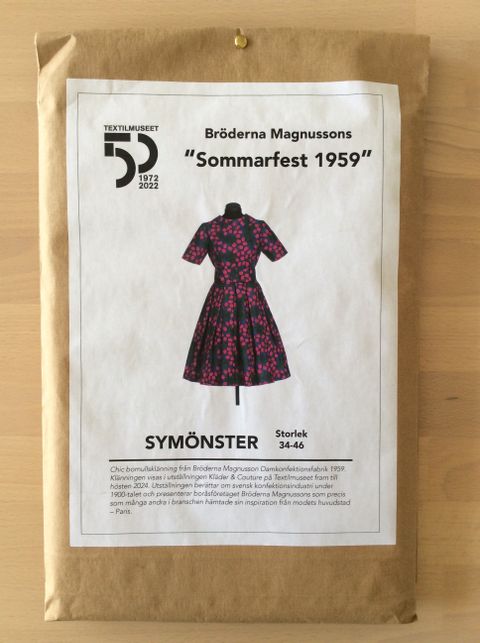 TEXTILMUSEET
50
1972
2022
Bröderna Magnussons
”Sommarfest 1959”
SYMÖNSTER
Storlek
34-46
Chic bomullsklänning från Bröderna Magnusson Damkonfektionsfabrik 1959.
Klänningen visas i utställningen Kläder & Couture på Textilmuseet fram till
hösten 2024. Utställningen berättar om svensk konfektionsindustri under
1900-talet och presenterar boråsföretaget Bröderna Magnussons som precis
som många andra i branschen hämtade sin inspiration från modets huvudstad
– Paris.